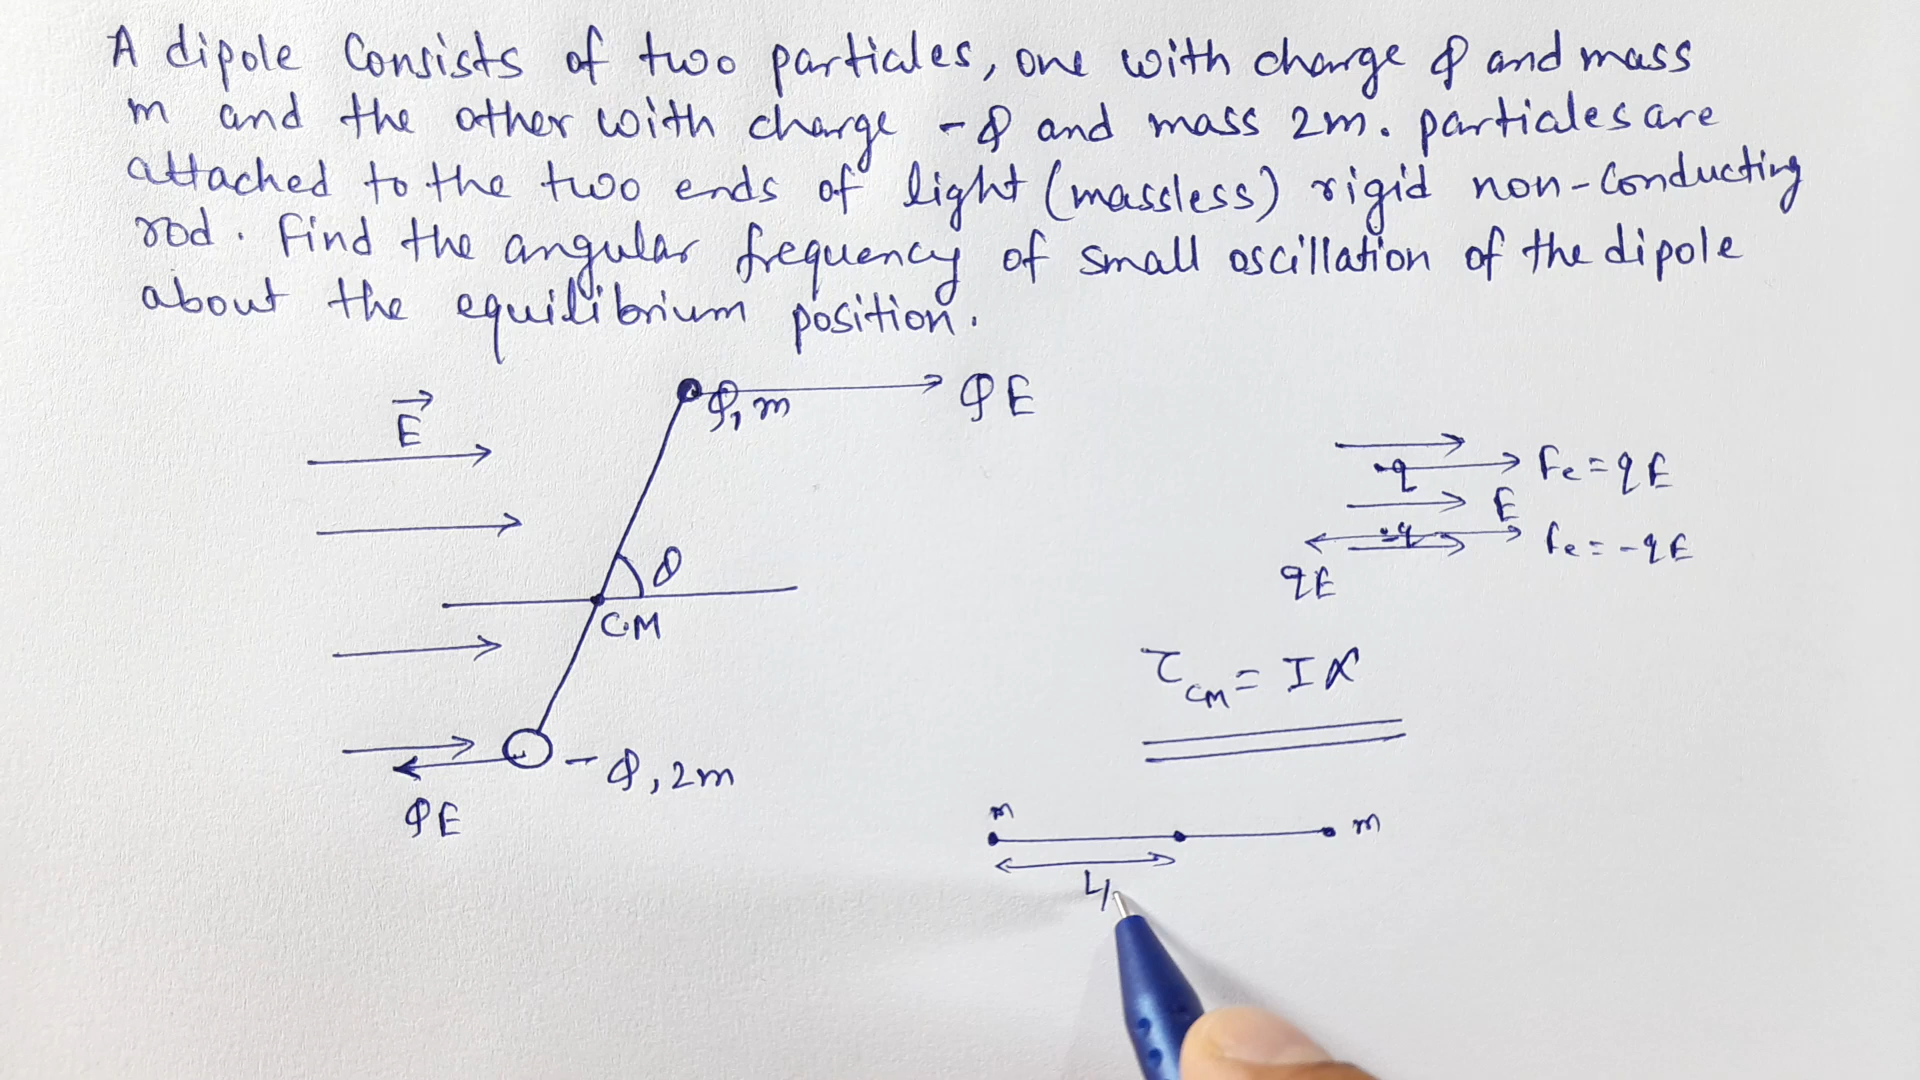 A dipole Consists of two particles, one with charge Q and mass
m and the other with charge -Q and mass 2m. particles are
attached to the two ends of light (massless) rigid non-Conducting
rod. find the angular frequency of small oscillation of the dipole
about the equilibrium position.
E
Q, m
QE
q
Fe = qE
E
-q
fe = -qE
qE
θ
C.M
τcm = Iα
-Q, 2m
QE
m
m